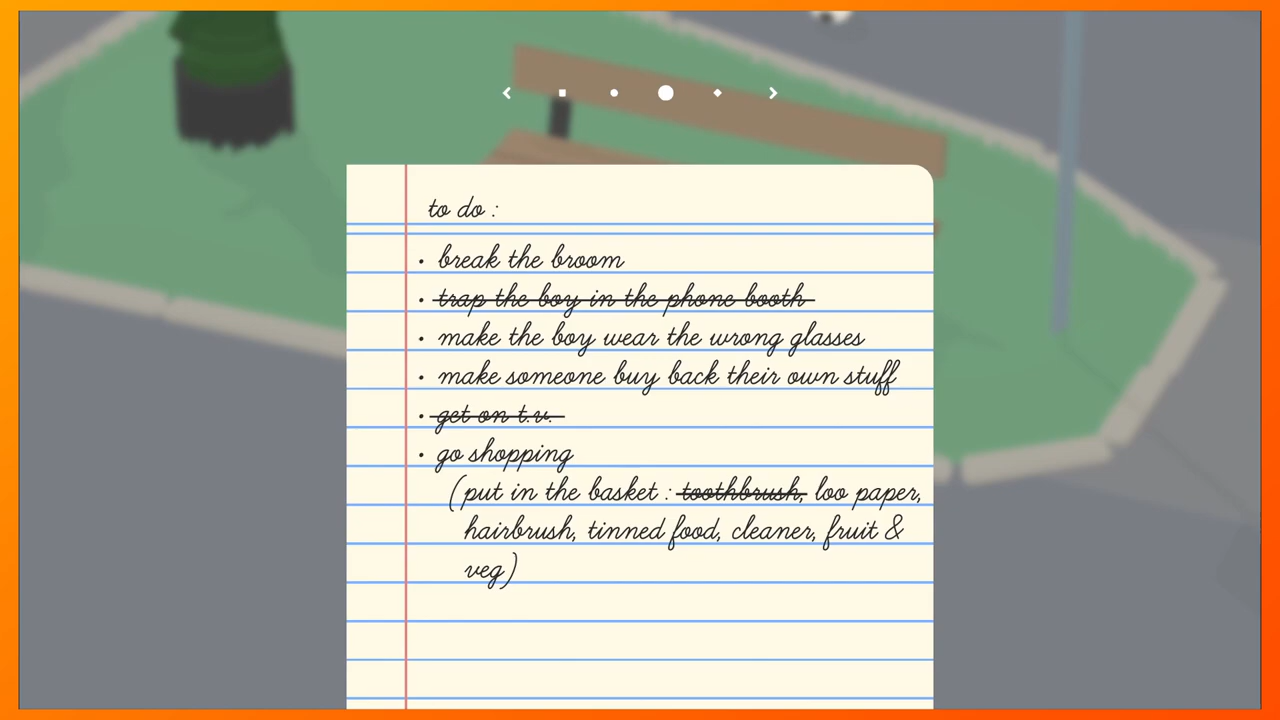 to do :
• break the broom
• trap the boy in the phone booth
• make the boy wear the wrong glasses
• make someone buy back their own stuff
• get on t.v.
• go shopping
(put in the basket : toothbrush, loo paper,
hairbrush, tinned food, cleaner, fruit &
veg)